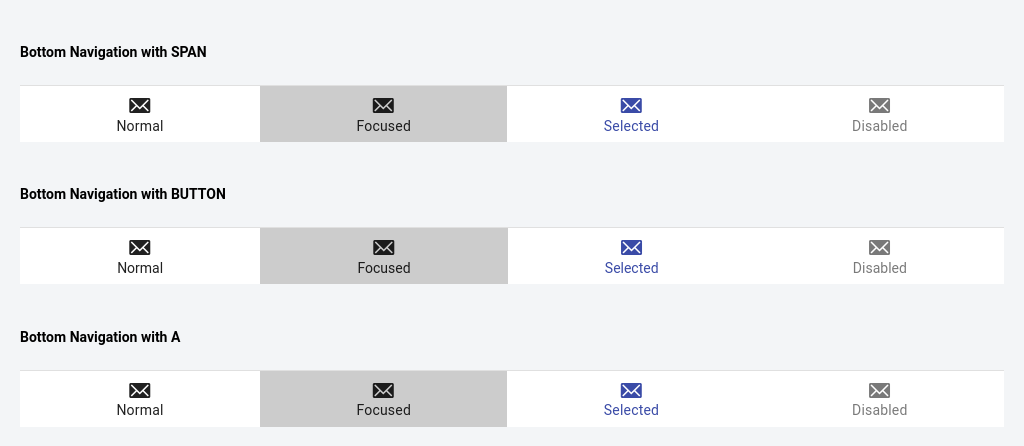 Bottom Navigation with SPAN
Normal Focused Selected Disabled
Bottom Navigation with BUTTON
Normal Focused Selected Disabled
Bottom Navigation with A
Normal Focused Selected Disabled